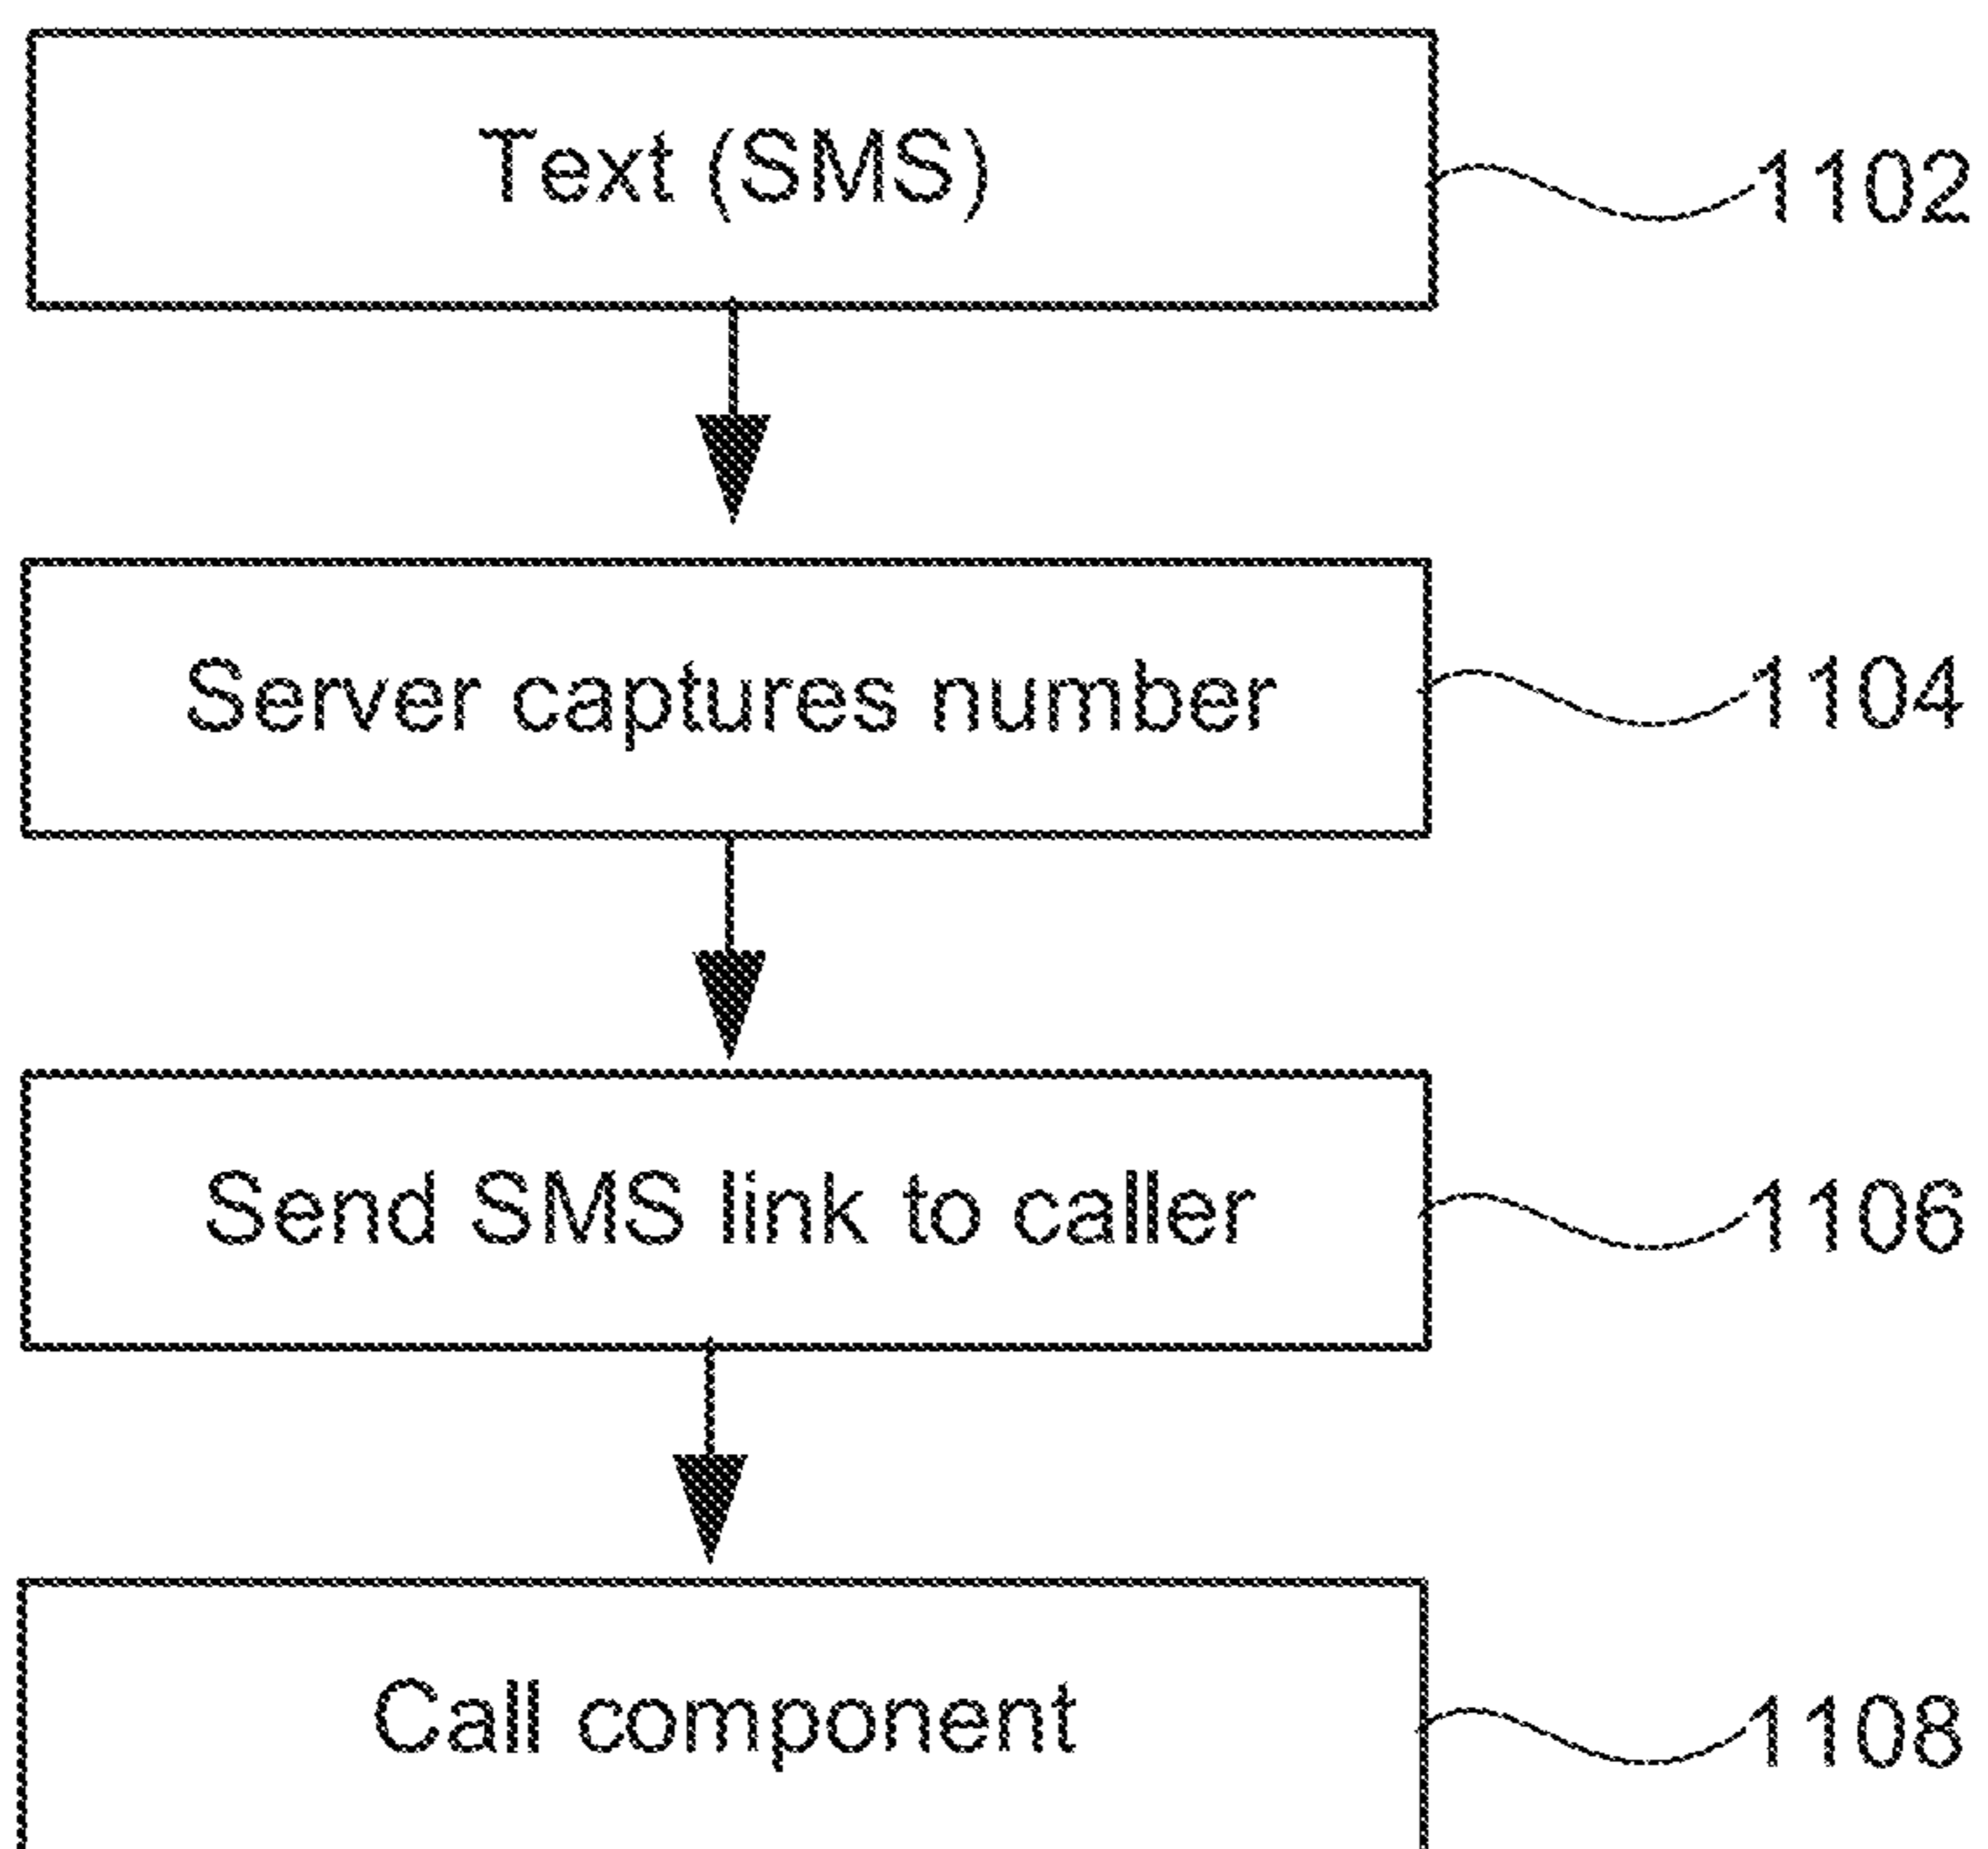 Text (SMS)
1102
Server captures number
1104
Send SMS link to caller
1106
Call component
1108